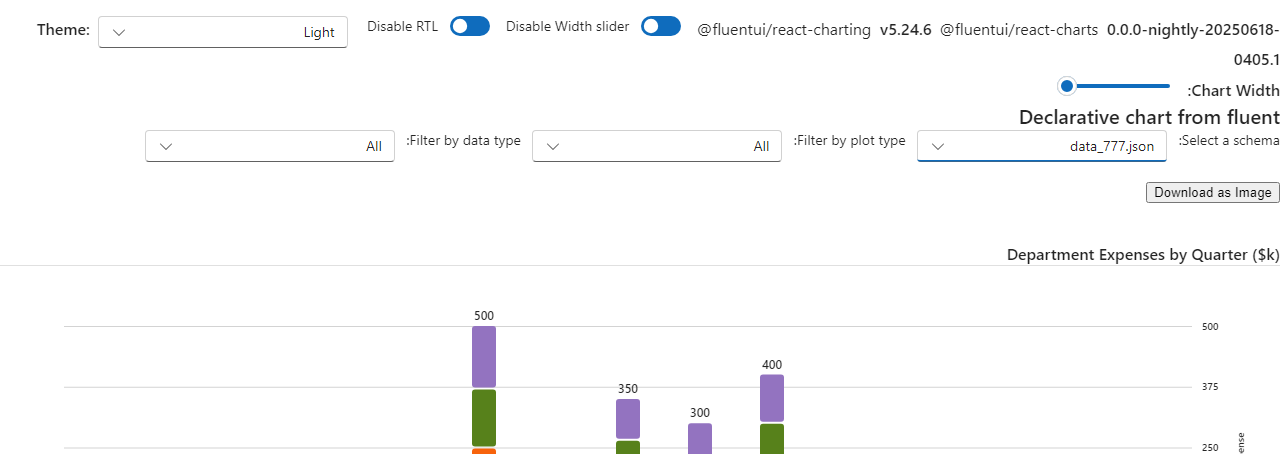 Theme: Light Disable RTL Disable Width slider @fluentui/react-charting v5.24.6 @fluentui/react-charts 0.0.0-nightly-20250618-
0405.1
:Chart Width
Declarative chart from fluent
:Select a schema data_777.json :Filter by plot type All :Filter by data type All
Download as Image
Department Expenses by Quarter ($k)
500
500
400
375
350
300
250